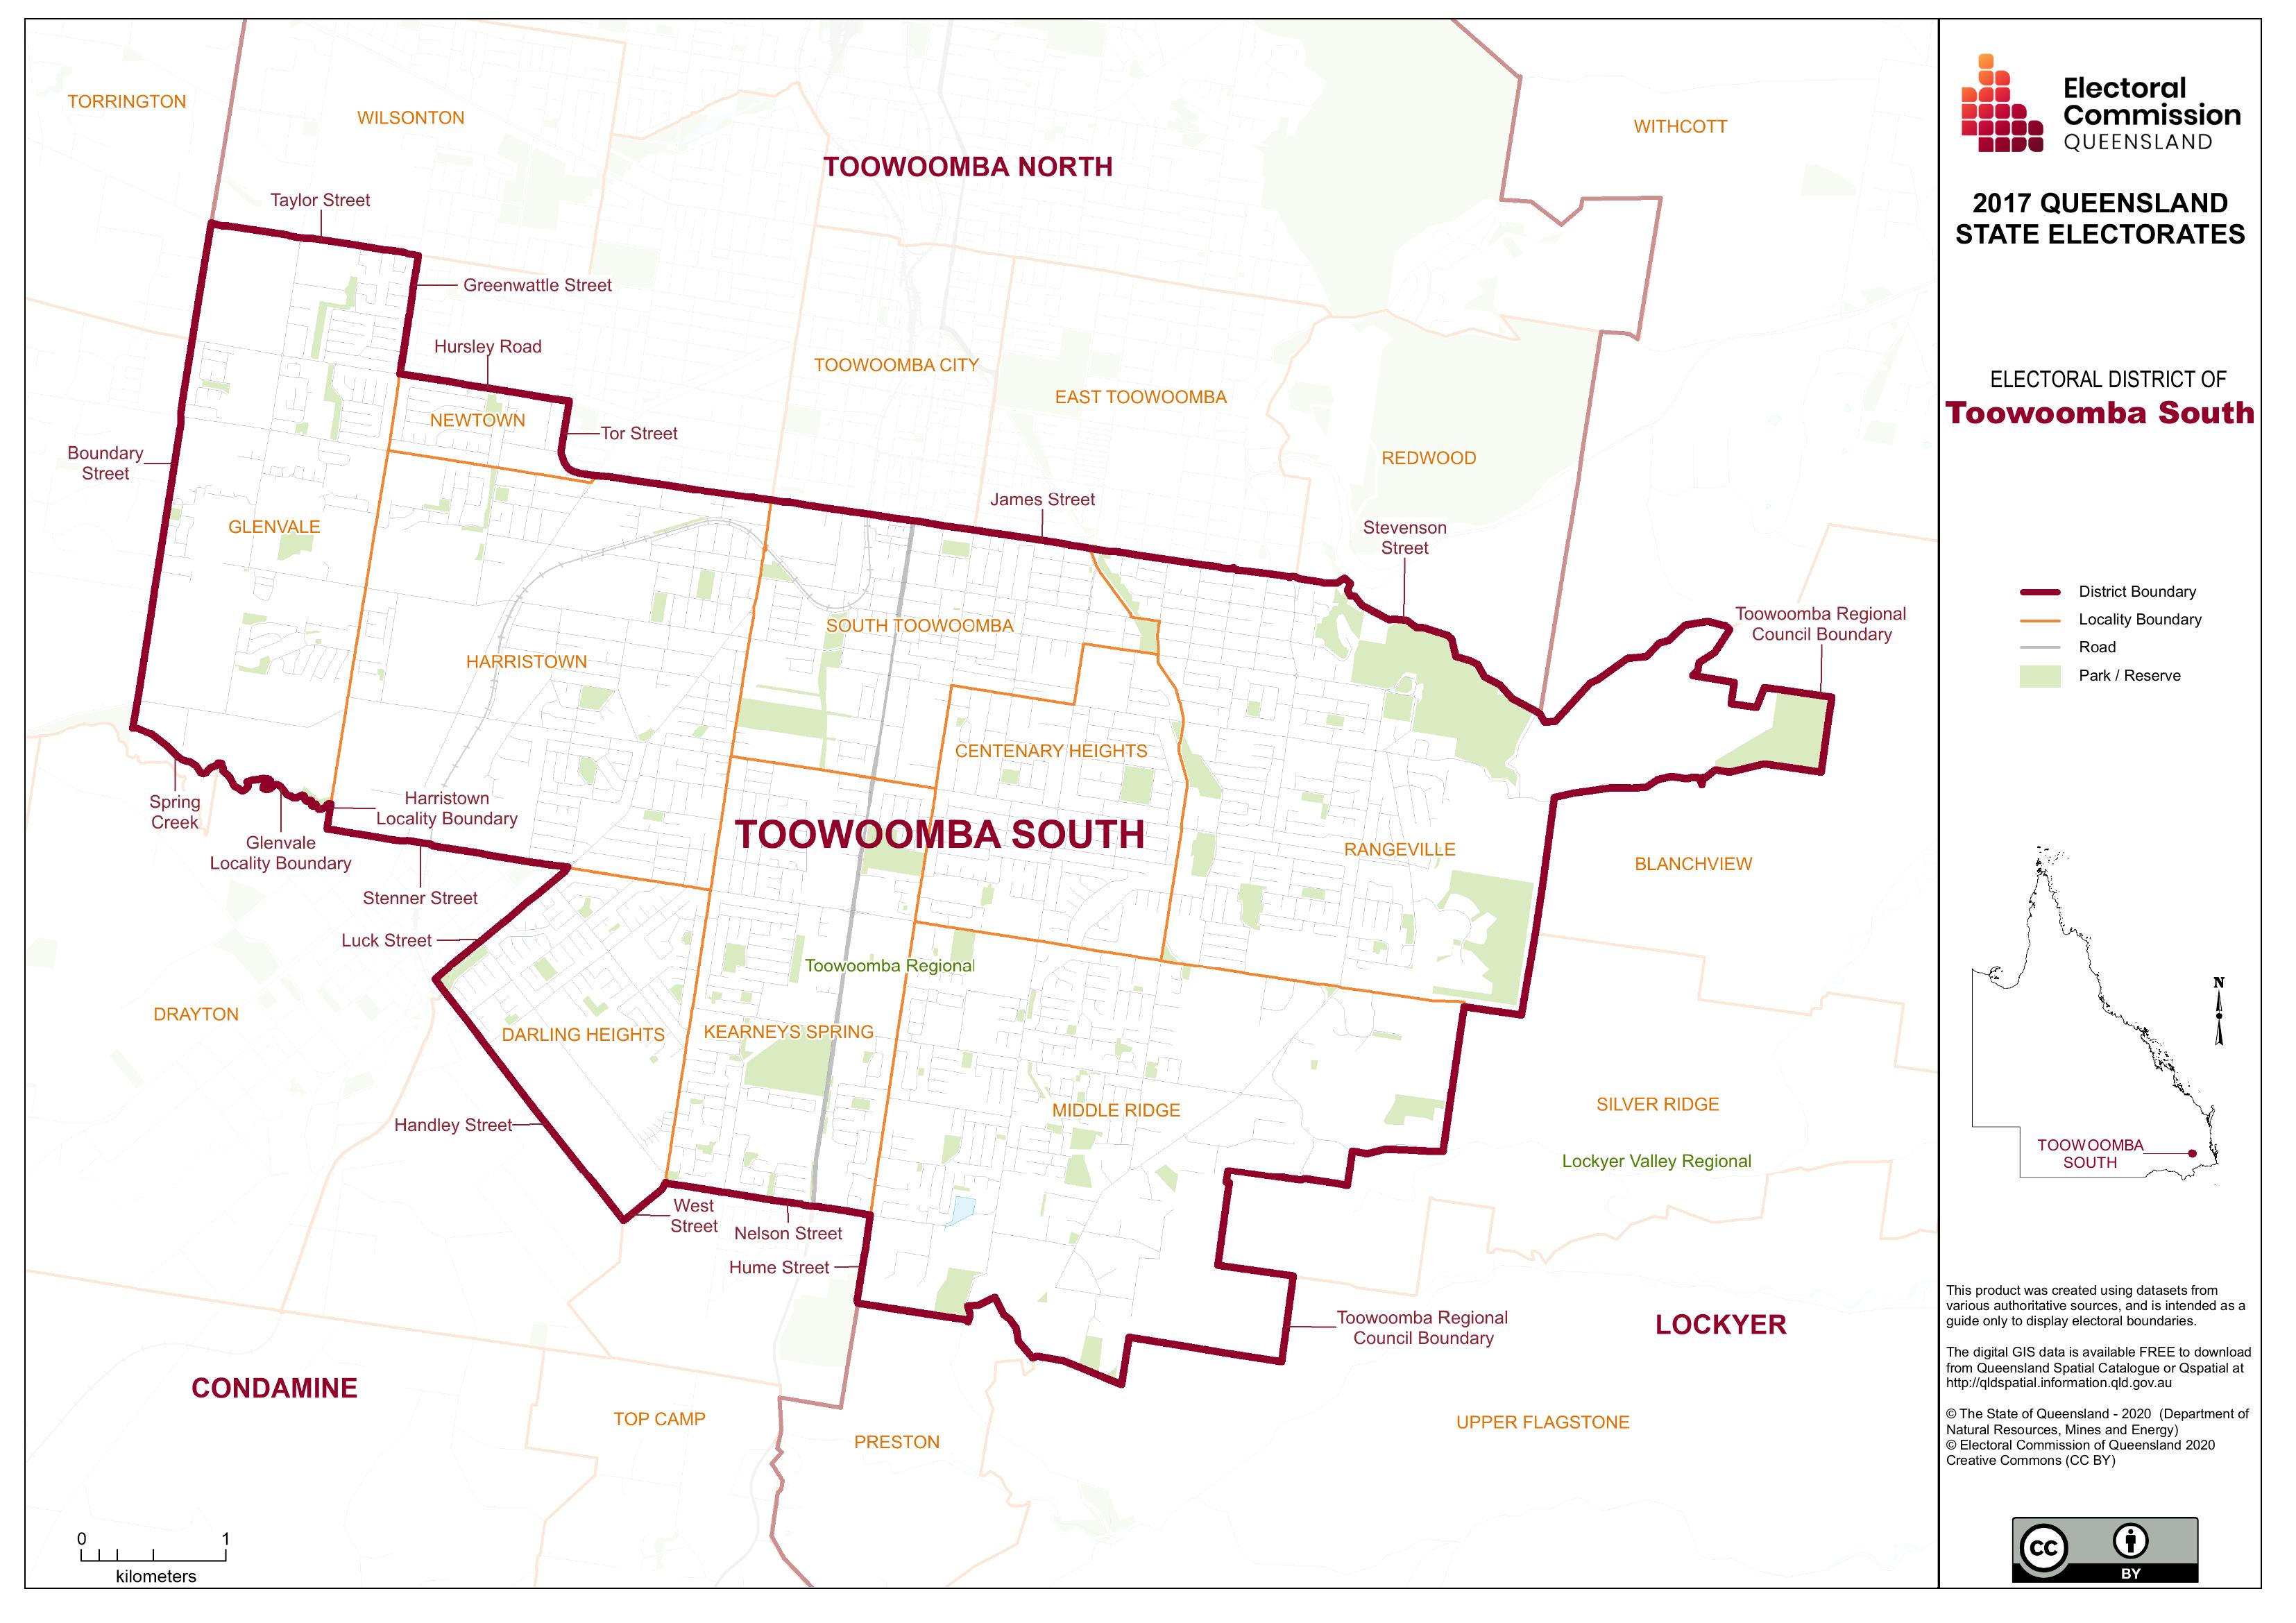 TORRINGTON
WILSONTON
TOOWOOMBA NORTH
WITHCOTT
Taylor Street
Greenwattle Street
Hursley Road
TOOWOOMBA CITY
EAST TOOWOOMBA
NEWTOWN
Tor Street
Boundary
Street
REDWOOD
James Street
GLENVALE
Stevenson
Street
Toowoomba Regional
Council Boundary
SOUTH TOOWOOMBA
HARRISTOWN
CENTENARY HEIGHTS
Spring
Creek
Harristown
Locality Boundary
Glenvale
Locality Boundary
TOOWOOMBA SOUTH
RANGEVILLE
BLANCHVIEW
Stenner Street
Luck Street
Toowoomba Regional
DRAYTON
DARLING HEIGHTS
KEARNEYS SPRING
MIDDLE RIDGE
SILVER RIDGE
Handley Street
Lockyer Valley Regional
West
Street
Nelson Street
Hume Street
Toowoomba Regional
Council Boundary
LOCKYER
CONDAMINE
TOP CAMP
PRESTON
UPPER FLAGSTONE
0 1
kilometers
Electoral
Commission
QUEENSLAND
2017 QUEENSLAND
STATE ELECTORATES
ELECTORAL DISTRICT OF
Toowoomba South
District Boundary
Locality Boundary
Road
Park / Reserve
N
TOOWOOMBA
SOUTH
This product was created using datasets from
various authoritative sources, and is intended as a
guide only to display electoral boundaries.
The digital GIS data is available FREE to download
from Queensland Spatial Catalogue or Qspatial at
http://qldspatial.information.qld.gov.au
© The State of Queensland - 2020 (Department of
Natural Resources, Mines and Energy)
© Electoral Commission of Queensland 2020
Creative Commons (CC BY)
CC
BY